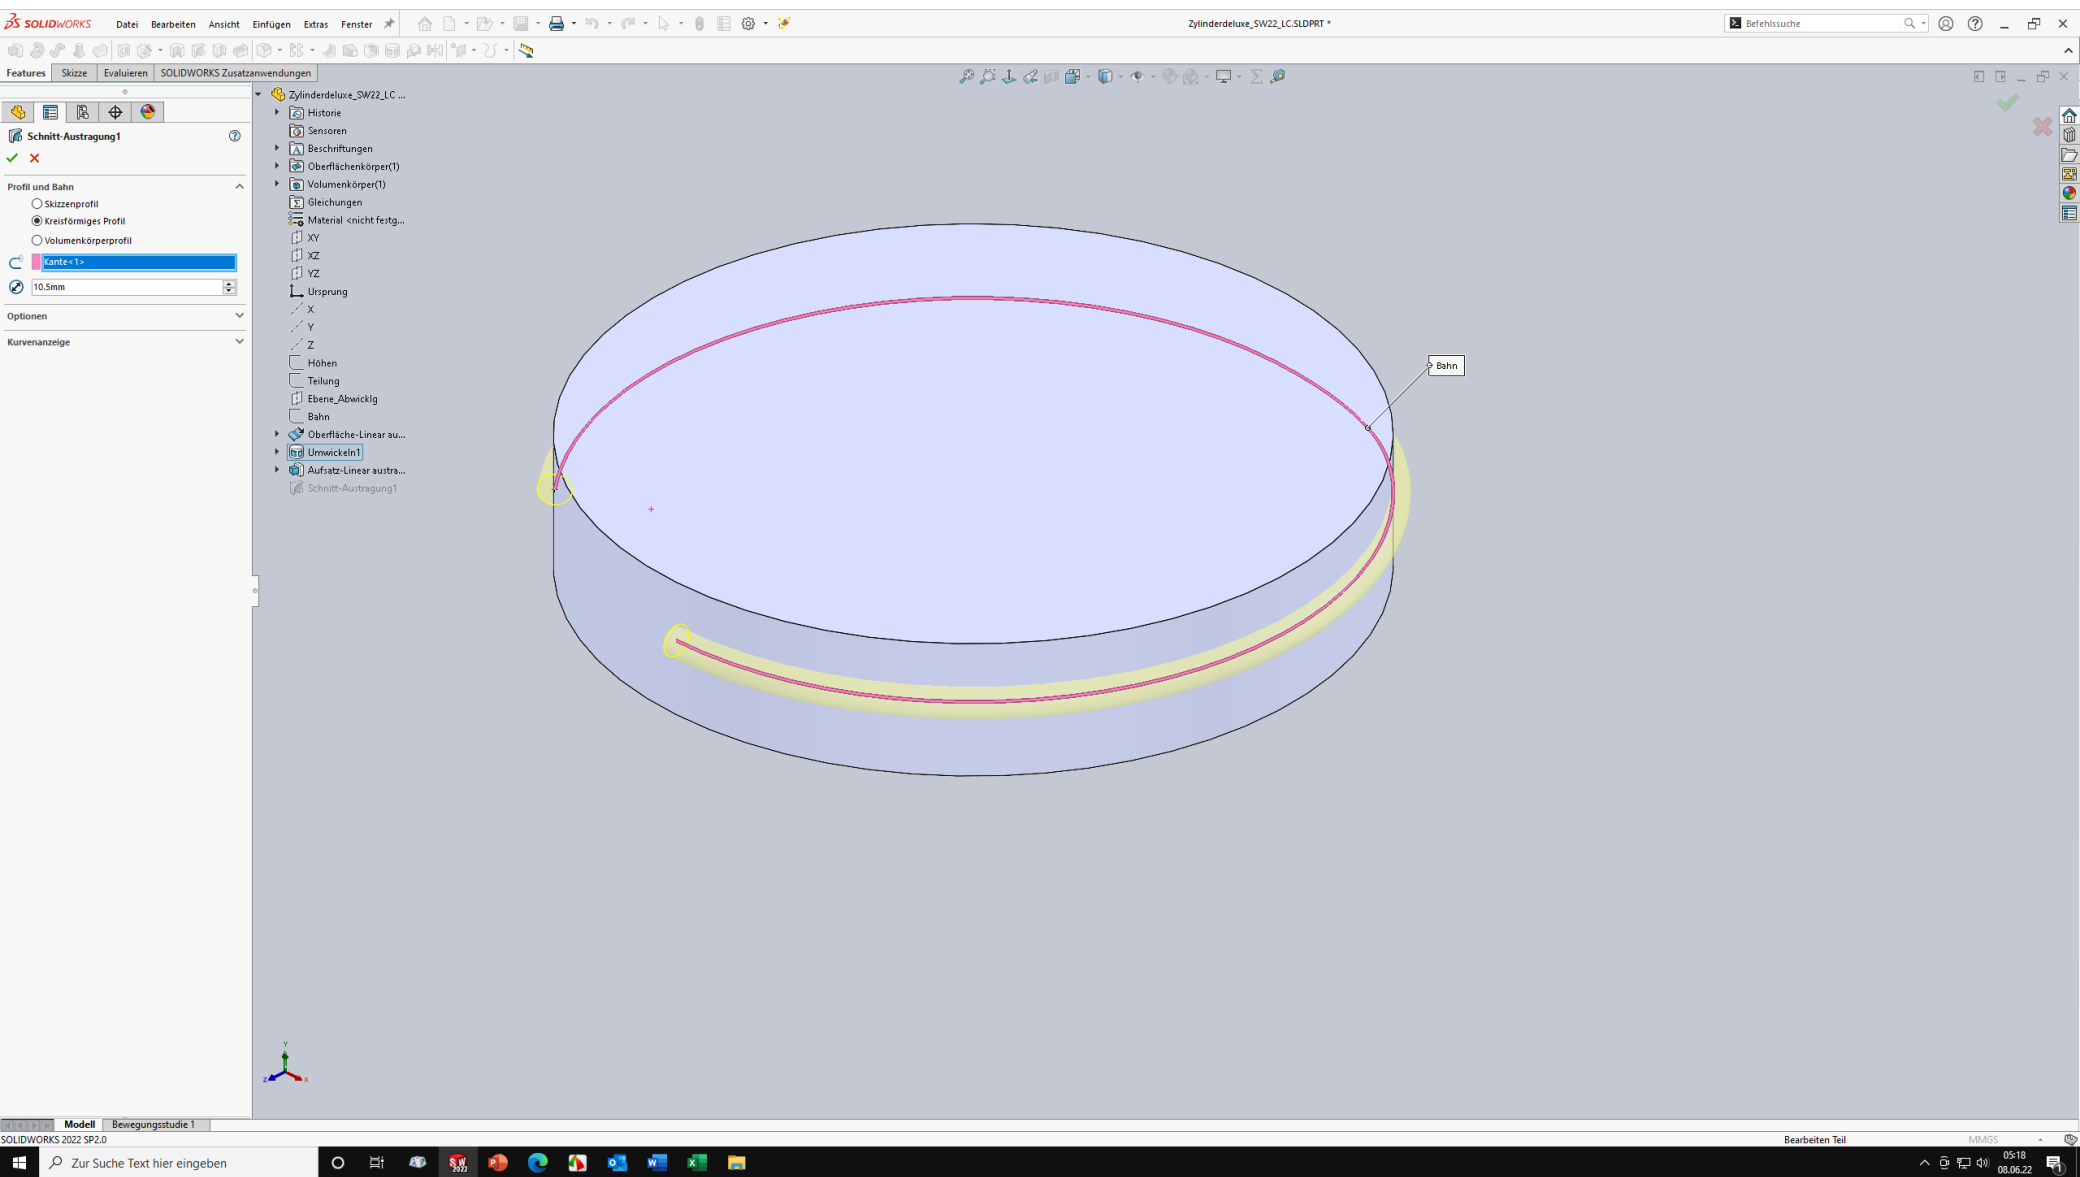 SOLIDWORKS
Datei Bearbeiten Ansicht Einfügen Extras Fenster
Zylinderdeluxe_SW22_LC.SLDPRT *
Befehlssuche
Features Skizze Evaluieren SOLIDWORKS Zusatzanwendungen
Schnitt-Austragung1
Profil und Bahn
Skizzenprofil
Kreisförmiges Profil
Volumenkörperprofil
Kante<1>
10.5mm
Optionen
Kurvenanzeige
Zylinderdeluxe_SW22_LC ...
Historie
Sensoren
Beschriftungen
Oberflächenkörper(1)
Volumenkörper(1)
Gleichungen
Material <nicht festg...
XY
XZ
YZ
Ursprung
X
Y
Z
Höhen
Teilung
Ebene_Abwicklg
Bahn
Oberfläche-Linear au...
Umwickeln1
Aufsatz-Linear austra...
Schnitt-Austragung1
Bahn
Y
Z X
Modell Bewegungsstudie 1
SOLIDWORKS 2022 SP2.0
Bearbeiten Teil MMGS
Zur Suche Text hier eingeben
05:18
08.06.22